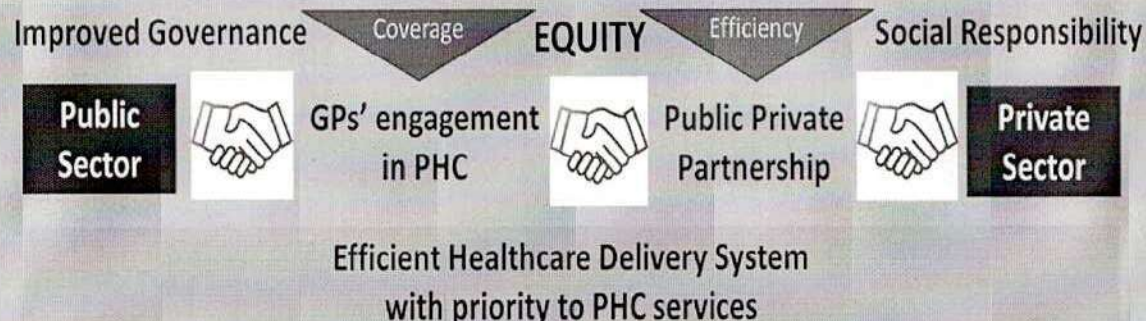 Improved Governance
Coverage
EQUITY
Efficiency
Social Responsibility
Public
Sector
GPs' engagement
in PHC
Public Private
Partnership
Private
Sector
Efficient Healthcare Delivery System
with priority to PHC services